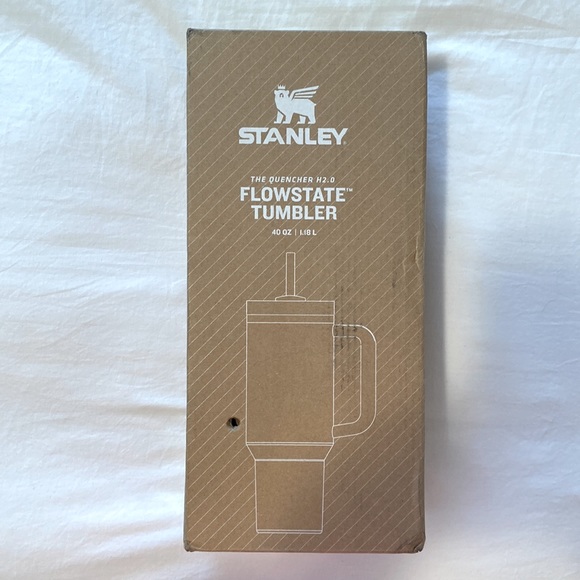 STANLEY
THE QUENCHER H2.0
FLOWSTATE™
TUMBLER
40 OZ | 1.18 L